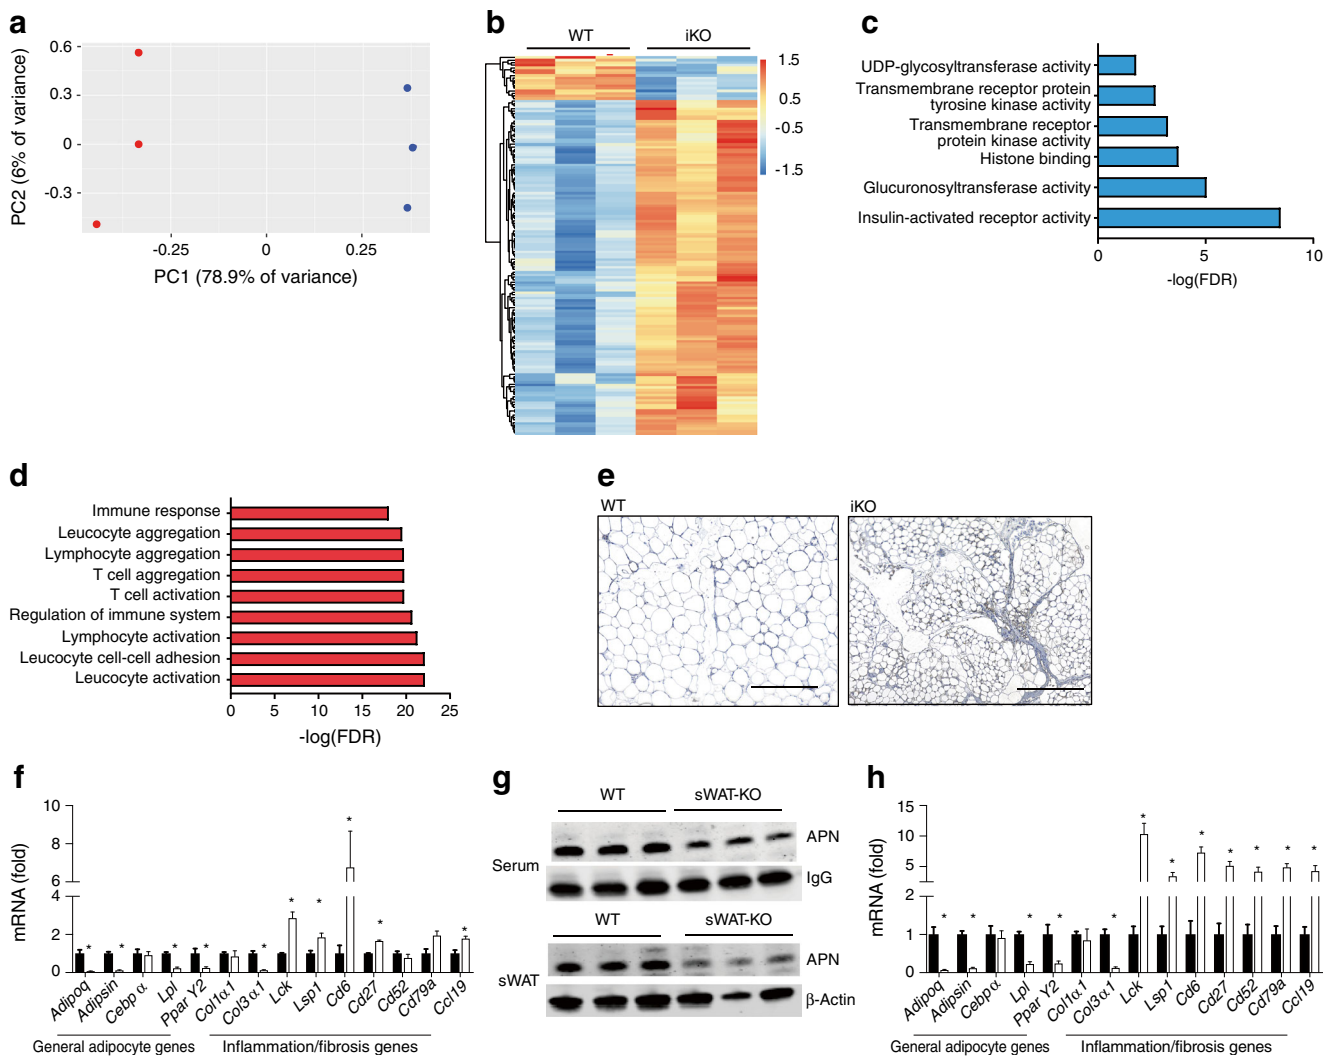 a
PC2 (6% of variance)
0.6
0.3
0
-0.3
-0.25
0
0.25
PC1 (78.9% of variance)
b
WT
iKO
1.5
0.5
-0.5
-1.5
c
UDP-glycosyltransferase activity
Transmembrane receptor protein
tyrosine kinase activity
Transmembrane receptor
protein kinase activity
Histone binding
Glucuronosyltransferase activity
Insulin-activated receptor activity
0
5
10
-log(FDR)
d
Immune response
Leucocyte aggregation
Lymphocyte aggregation
T cell aggregation
T cell activation
Regulation of immune system
Lymphocyte activation
Leucocyte cell-cell adhesion
Leucocyte activation
0
5
10
15
20
25
-log(FDR)
e
WT
iKO
f
mRNA (fold)
10
8
6
4
2
0
* * * * * * * * * *
Adipoq
Adipsin
Cebpα
Lpl
Ppar Υ2
Col1α1
Col3α1
Lck
Lsp1
Cd6
Cd27
Cd52
Cd79a
Ccl19
General adipocyte genes
Inflammation/fibrosis genes
g
WT
sWAT-KO
Serum
APN
IgG
WT
sWAT-KO
sWAT
APN
β-Actin
h
mRNA (fold)
15
10
5
2
1
0
* * * * * * * * * * * *
Adipoq
Adipsin
Cebpα
Lpl
Ppar Υ2
Col1α1
Col3α1
Lck
Lsp1
Cd6
Cd27
Cd52
Cd79a
Ccl19
General adipocyte genes
Inflammation/fibrosis genes